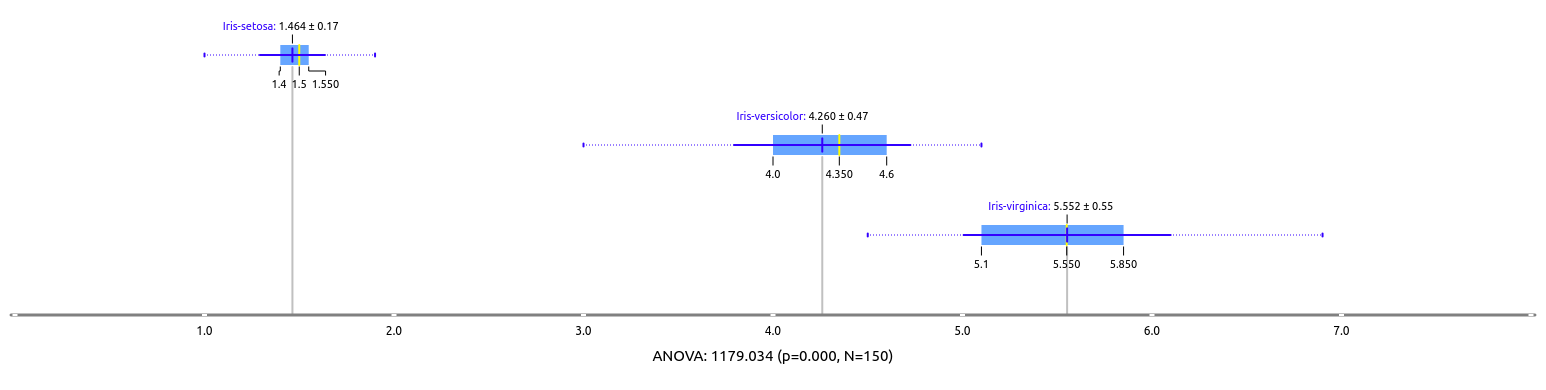 Iris-setosa: 1.464 ± 0.17
1.4 1.5 1.550
Iris-versicolor: 4.260 ± 0.47
4.0 4.350 4.6
Iris-virginica: 5.552 ± 0.55
5.1 5.550 5.850
1.0 2.0 3.0 4.0 5.0 6.0 7.0
ANOVA: 1179.034 (p=0.000, N=150)